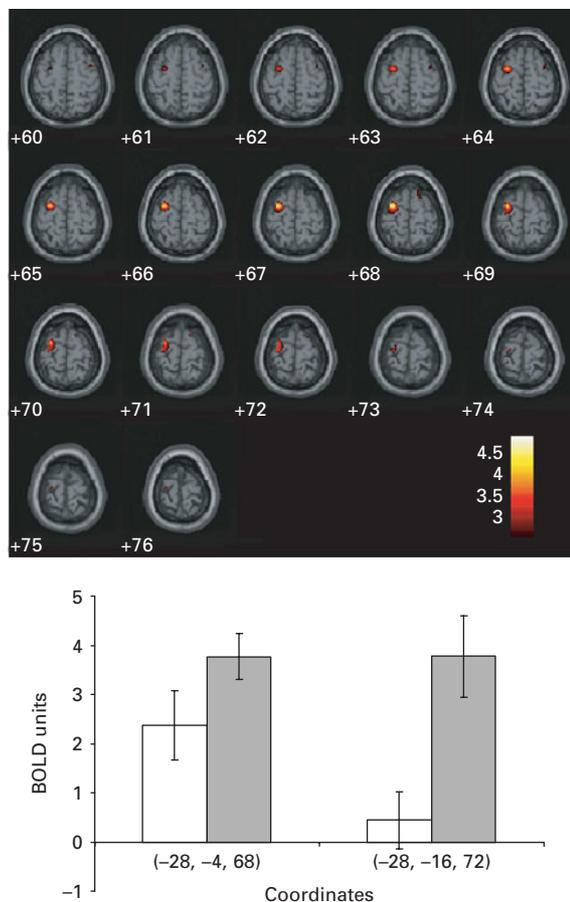 +60 +61 +62 +63 +64
+65 +66 +67 +68 +69
+70 +71 +72 +73 +74
4.5
4
3.5
3
+75 +76
5
4
3
2
1
0
−1
BOLD units
(−28, −4, 68) (−28, −16, 72)
Coordinates